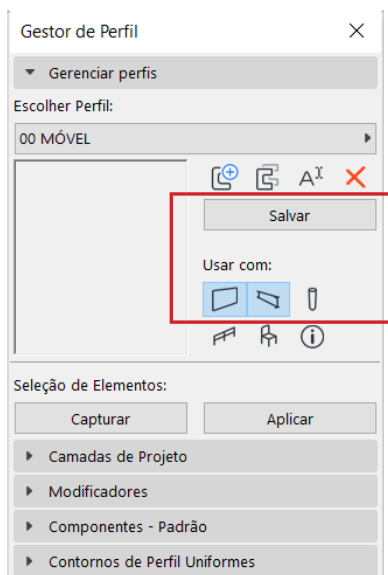 Gestor de Perfil
Gerenciar perfis
Escolher Perfil:
00 MÓVEL
Salvar
Usar com:
Seleção de Elementos:
Capturar
Aplicar
Camadas de Projeto
Modificadores
Componentes - Padrão
Contornos de Perfil Uniformes